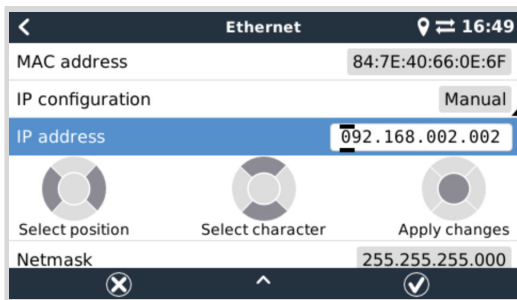 Ethernet 16:49
MAC address 84:7E:40:66:0E:6F
IP configuration Manual
IP address 092.168.002.002
Select position Select character Apply changes
Netmask 255.255.255.000